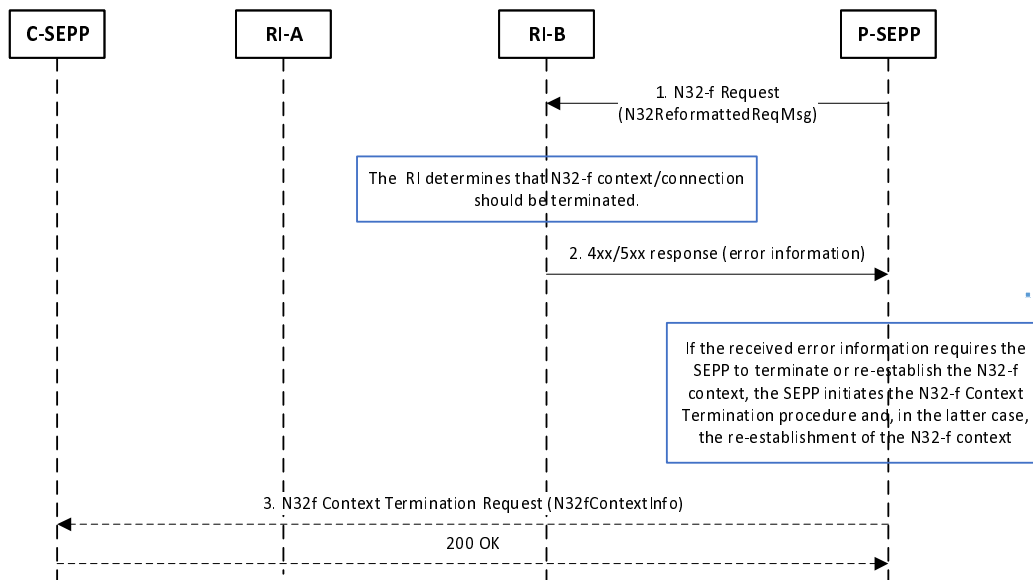 C-SEPP
RI-A
RI-B
P-SEPP
1. N32-f Request
(N32ReformattedReqMsg)
The RI determines that N32-f context/connection
should be terminated.
2. 4xx/5xx response (error information)
If the received error information requires the
SEPP to terminate or re-establish the N32-f
context, the SEPP initiates the N32-f Context
Termination procedure and, in the latter case,
the re-establishment of the N32-f context
3. N32f Context Termination Request (N32fContextInfo)
200 OK